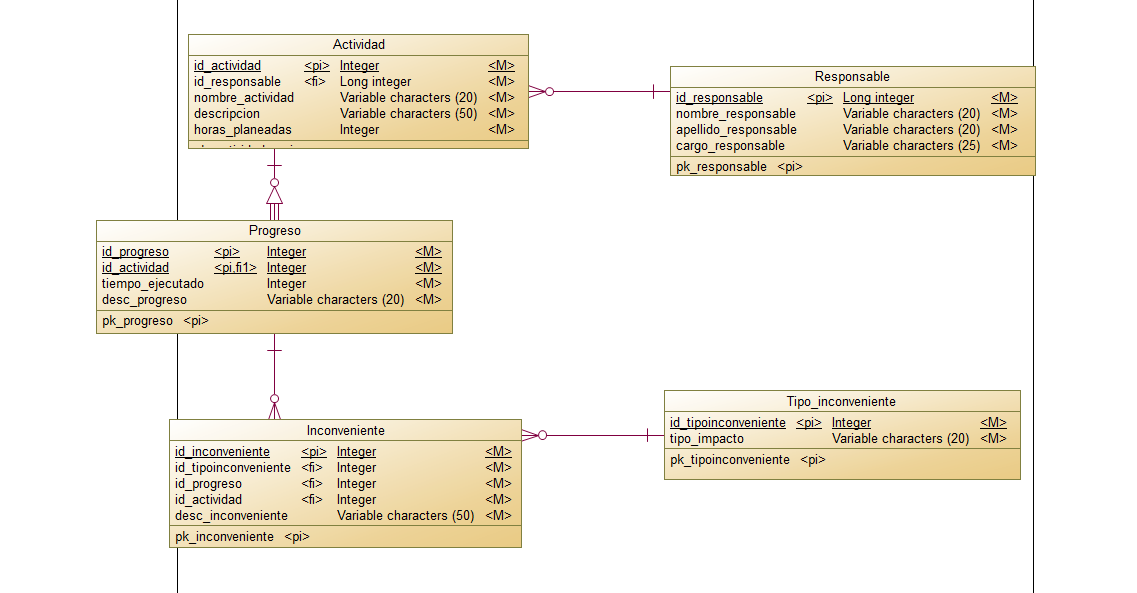 Actividad
id_actividad <pi> Integer <M>
id_responsable <fi> Long integer <M>
nombre_actividad Variable characters (20) <M>
descripcion Variable characters (50) <M>
horas_planeadas Integer <M>
Responsable
id_responsable <pi> Long integer <M>
nombre_responsable Variable characters (20) <M>
apellido_responsable Variable characters (20) <M>
cargo_responsable Variable characters (25) <M>
pk_responsable <pi>
Progreso
id_progreso <pi> Integer <M>
id_actividad <pi,fi1> Integer <M>
tiempo_ejecutado Integer <M>
desc_progreso Variable characters (20) <M>
pk_progreso <pi>
Inconveniente
id_inconveniente <pi> Integer <M>
id_tipoinconveniente <fi> Integer <M>
id_progreso <fi> Integer <M>
id_actividad <fi> Integer <M>
desc_inconveniente Variable characters (50) <M>
pk_inconveniente <pi>
Tipo_inconveniente
id_tipoinconveniente <pi> Integer <M>
tipo_impacto Variable characters (20) <M>
pk_tipoinconveniente <pi>